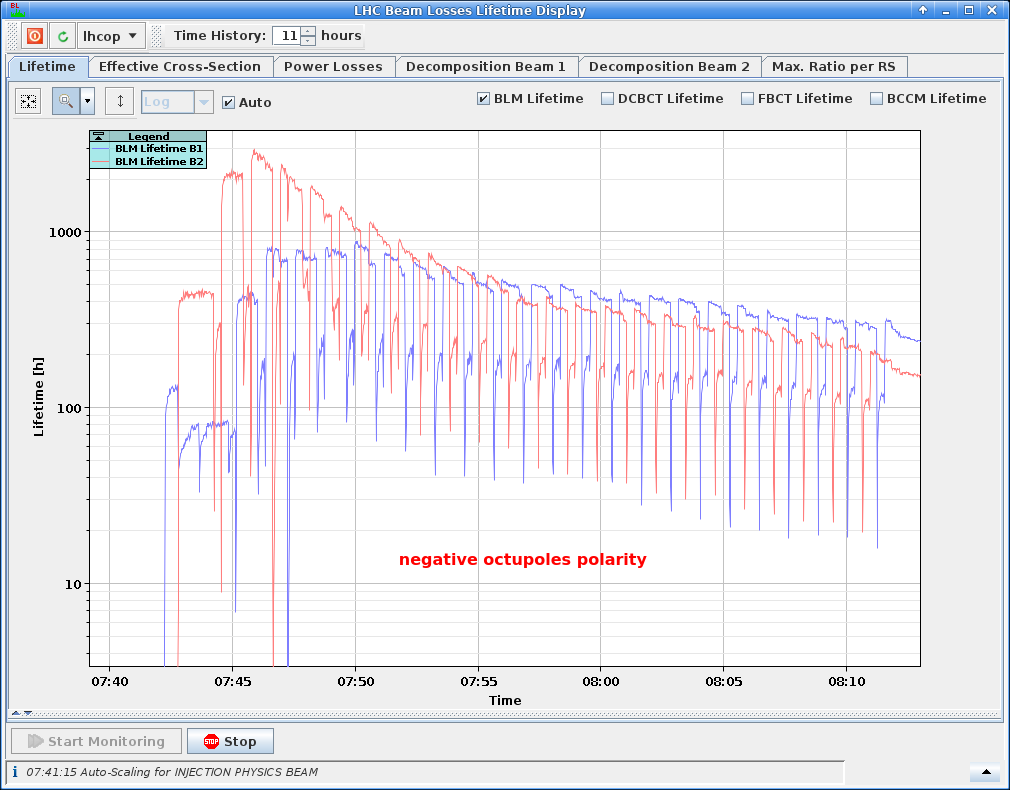 BL
LHC Beam Losses Lifetime Display
lhcop
Time History: 11 hours
Lifetime
Effective Cross-Section
Power Losses
Decomposition Beam 1
Decomposition Beam 2
Max. Ratio per RS
Log
Auto
BLM Lifetime
DCBCT Lifetime
FBCT Lifetime
BCCM Lifetime
Legend
BLM Lifetime B1
BLM Lifetime B2
1000
100
10
Lifetime [h]
negative octupoles polarity
07:40
07:45
07:50
07:55
08:00
08:05
08:10
Time
Start Monitoring
STOP
Stop
i
07:41:15 Auto-Scaling for INJECTION PHYSICS BEAM